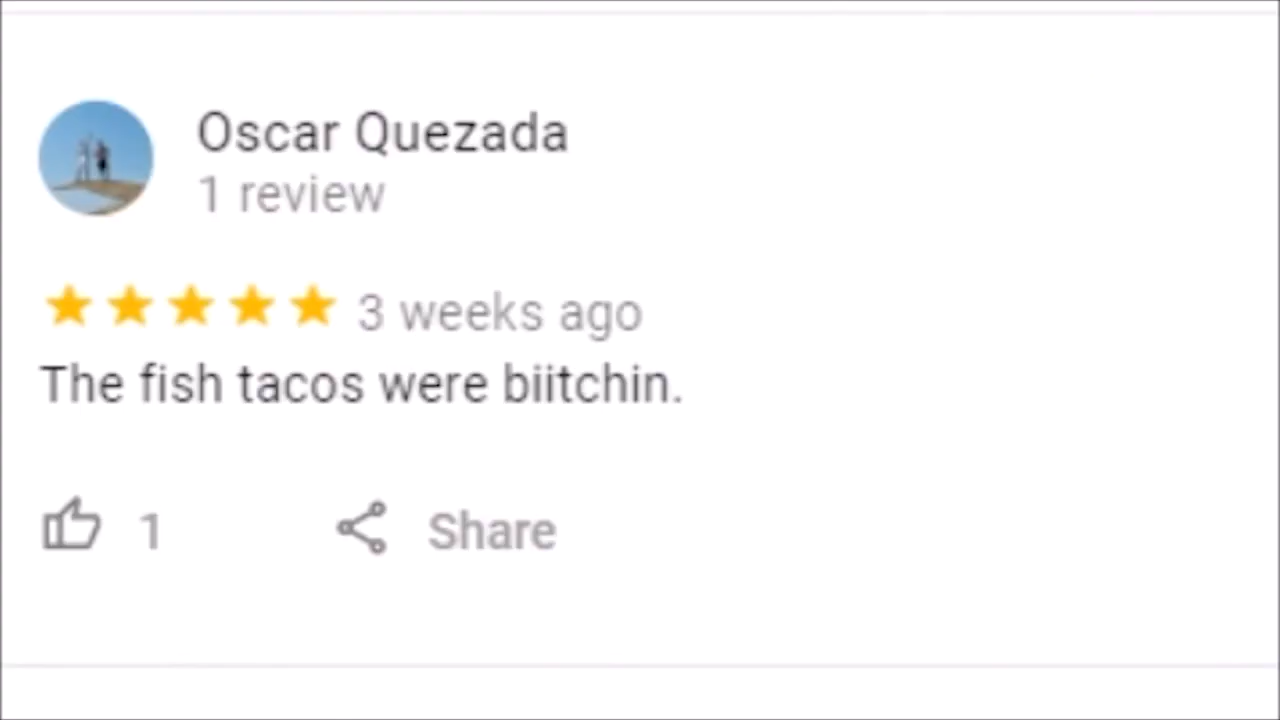 Oscar Quezada
1 review
3 weeks ago
The fish tacos were biitchin.
1 Share